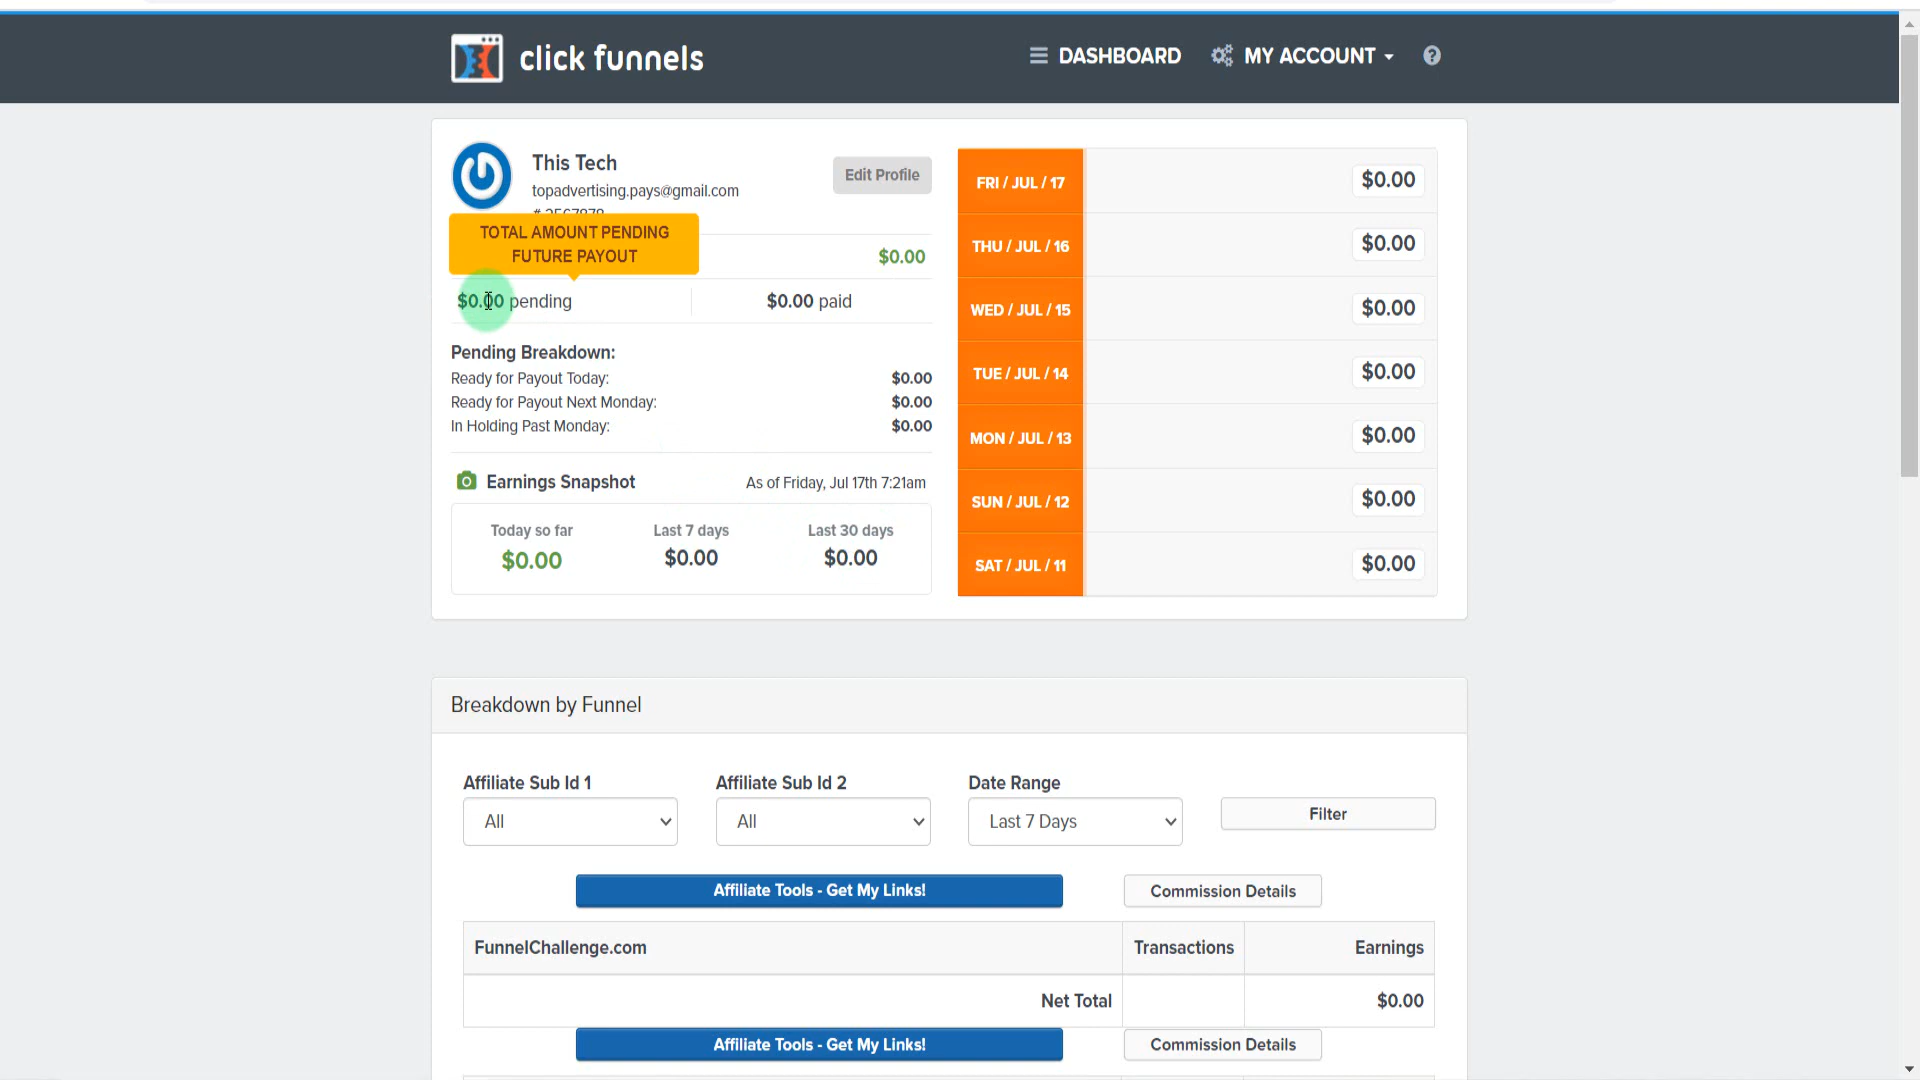 click funnels
DASHBOARD
MY ACCOUNT
This Tech
Edit Profile
topadvertising.pays@gmail.com
TOTAL AMOUNT PENDING
FUTURE PAYOUT
$0.00
$0.00 pending
$0.00 paid
Pending Breakdown:
Ready for Payout Today: $0.00
Ready for Payout Next Monday: $0.00
In Holding Past Monday: $0.00
Earnings Snapshot
As of Friday, Jul 17th 7:21am
Today so far
$0.00
Last 7 days
$0.00
Last 30 days
$0.00
FRI / JUL / 17 $0.00
THU / JUL / 16 $0.00
WED / JUL / 15 $0.00
TUE / JUL / 14 $0.00
MON / JUL / 13 $0.00
SUN / JUL / 12 $0.00
SAT / JUL / 11 $0.00
Breakdown by Funnel
Affiliate Sub Id 1
All
Affiliate Sub Id 2
All
Date Range
Last 7 Days
Filter
Affiliate Tools - Get My Links!
Commission Details
FunnelChallenge.com Transactions Earnings
Net Total $0.00
Affiliate Tools - Get My Links!
Commission Details